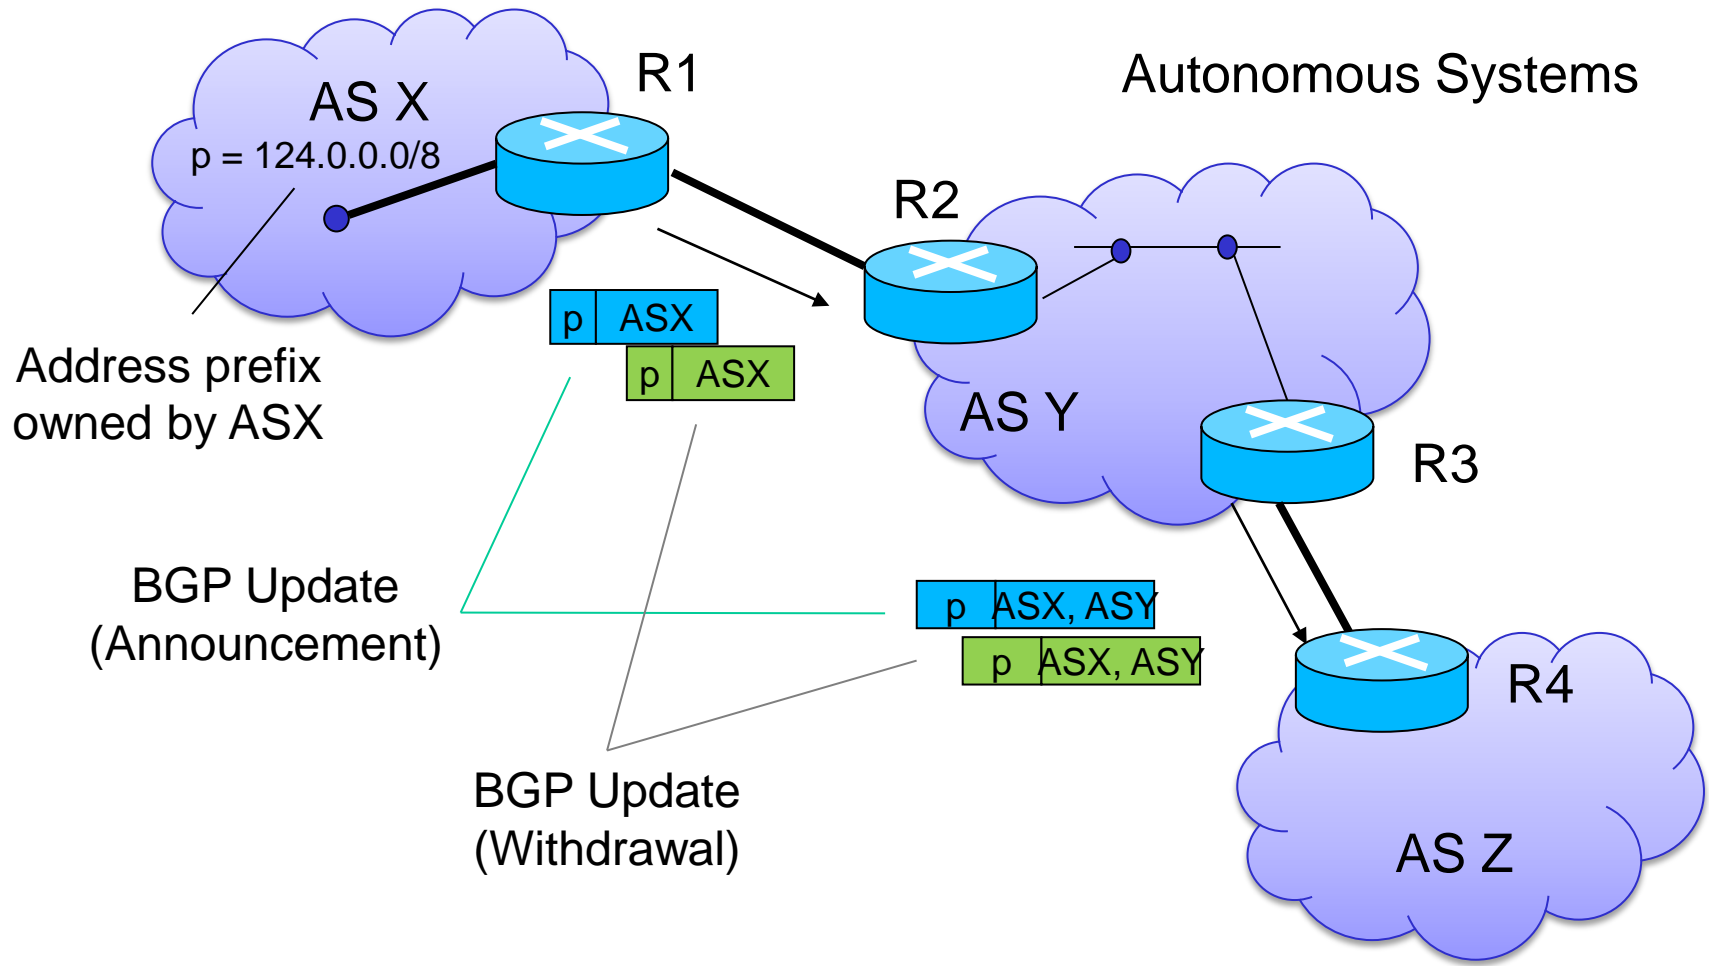 Autonomous Systems
R1
AS X
p = 124.0.0.0/8
R2
p ASX
p ASX
Address prefix
owned by ASX
AS Y
R3
BGP Update
(Announcement)
p ASX, ASY
p ASX, ASY
R4
BGP Update
(Withdrawal)
AS Z